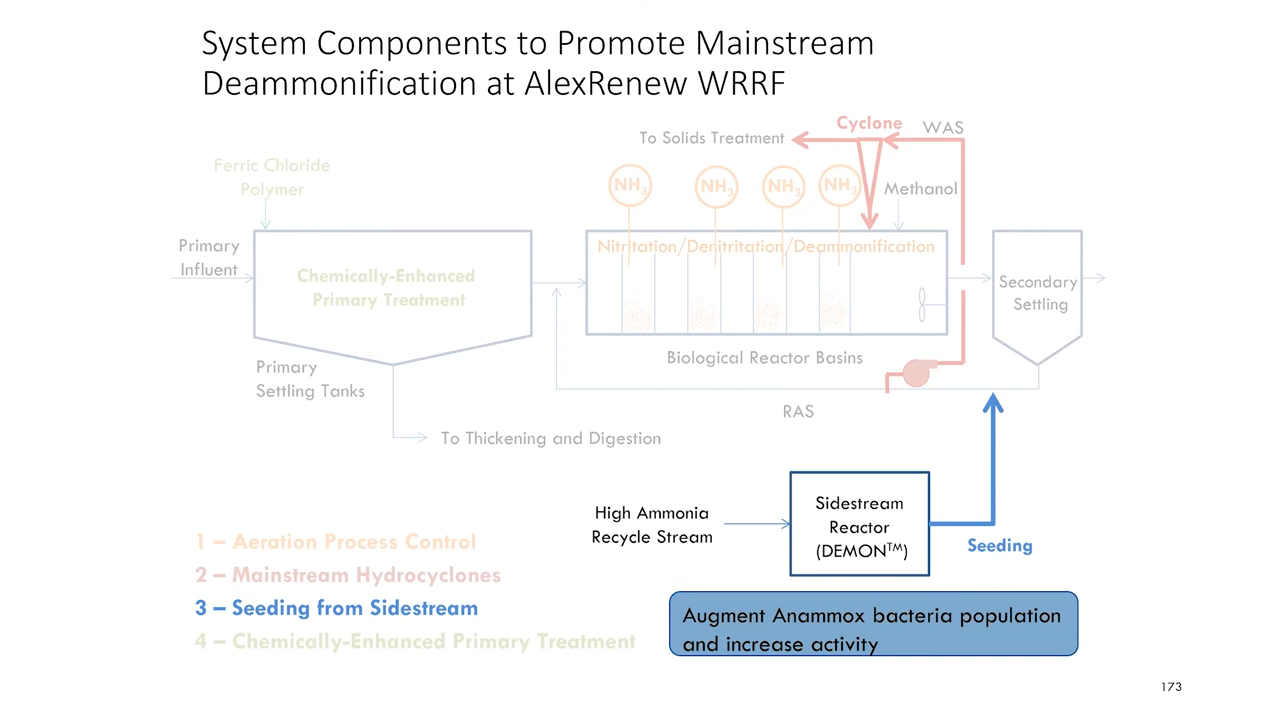 System Components to Promote Mainstream
Deammonification at AlexRenew WRRF
Cyclone
WAS
To Solids Treatment
Ferric Chloride
Polymer
NH3
NH3
NH3
NH3
Methanol
Primary
Influent
Nitritation/Denitritation/Deammonification
Chemically-Enhanced
Primary Treatment
Secondary
Settling
Biological Reactor Basins
Primary
Settling Tanks
RAS
To Thickening and Digestion
High Ammonia
Recycle Stream
Sidestream
Reactor
(DEMON™)
Seeding
1 – Aeration Process Control
2 – Mainstream Hydrocyclones
3 – Seeding from Sidestream
4 – Chemically-Enhanced Primary Treatment
Augment Anammox bacteria population
and increase activity
173